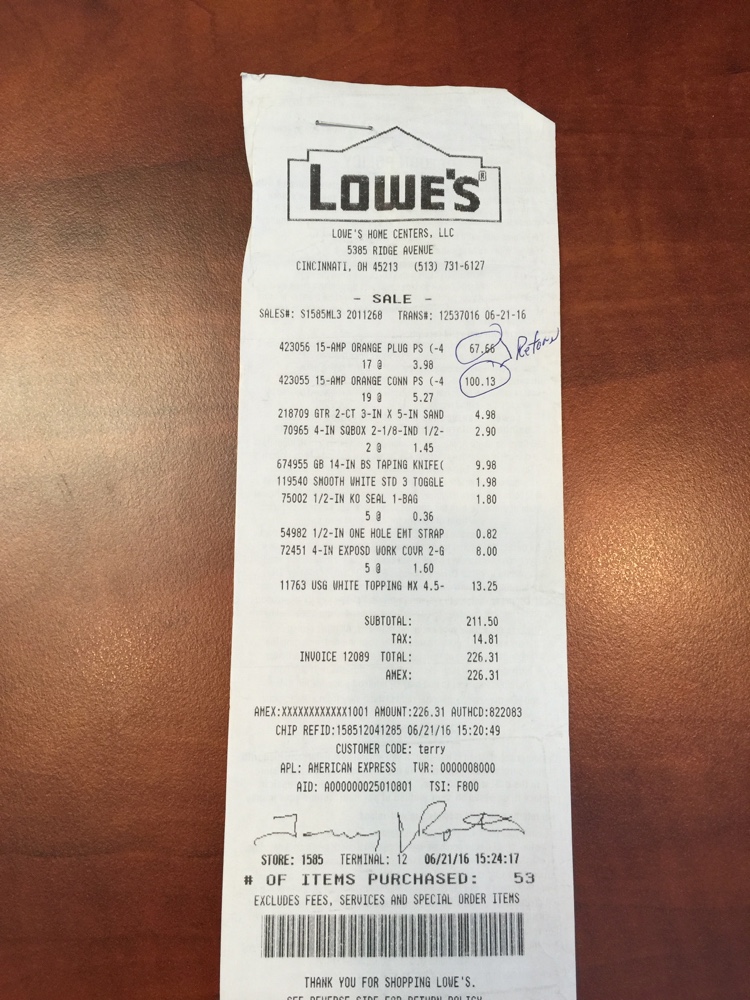 LOWE'S®
LOWE'S HOME CENTERS, LLC
5385 RIDGE AVENUE
CINCINNATI, OH 45213 (513) 731-6127
- SALE -
SALES#: S1585ML3 2011268 TRANS#: 12537016 06-21-16
423056 15-AMP ORANGE PLUG PS (-4 67.66
17 @ 3.98
423055 15-AMP ORANGE CONN PS (-4 100.13
19 @ 5.27
218709 GTR 2-CT 3-IN X 5-IN SAND 4.98
70965 4-IN SQBOX 2-1/8-IND 1/2- 2.90
2 @ 1.45
674955 GB 14-IN BS TAPING KNIFE( 9.98
119540 SMOOTH WHITE STD 3 TOGGLE 1.98
75002 1/2-IN KO SEAL 1-BAG 1.80
5 @ 0.36
54982 1/2-IN ONE HOLE EMT STRAP 0.82
72451 4-IN EXPOSD WORK COVR 2-G 8.00
5 @ 1.60
11763 USG WHITE TOPPING MX 4.5- 13.25
SUBTOTAL: 211.50
TAX: 14.81
INVOICE 12089 TOTAL: 226.31
AMEX: 226.31
AMEX:XXXXXXXXXXXX1001 AMOUNT:226.31 AUTHCD:822083
CHIP REFID:158512041285 06/21/16 15:20:49
CUSTOMER CODE: terry
APL: AMERICAN EXPRESS TVR: 0000008000
AID: A000000025010801 TSI: F800
STORE: 1585 TERMINAL: 12 06/21/16 15:24:17
# OF ITEMS PURCHASED: 53
EXCLUDES FEES, SERVICES AND SPECIAL ORDER ITEMS
THANK YOU FOR SHOPPING LOWE'S.
SEE REVERSE SIDE FOR RETURN POLICY